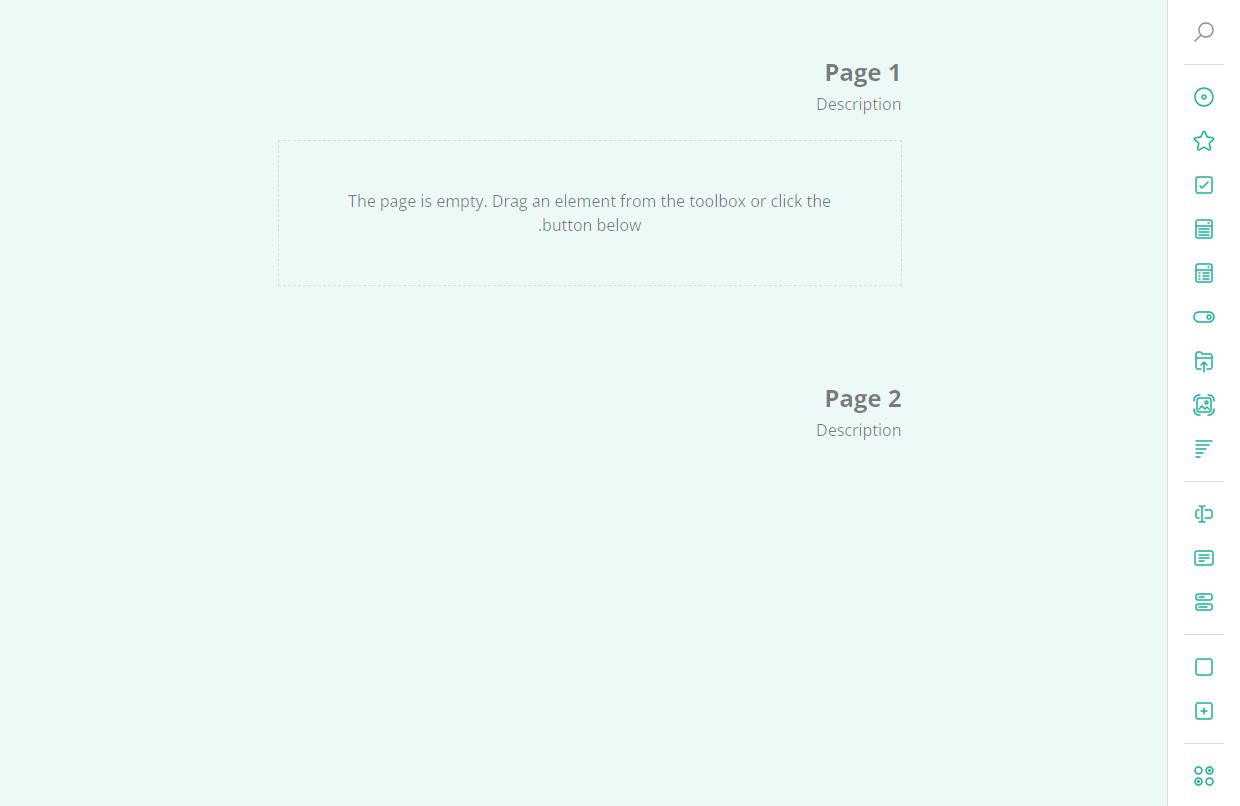 Page 1
Description
The page is empty. Drag an element from the toolbox or click the
.button below
Page 2
Description